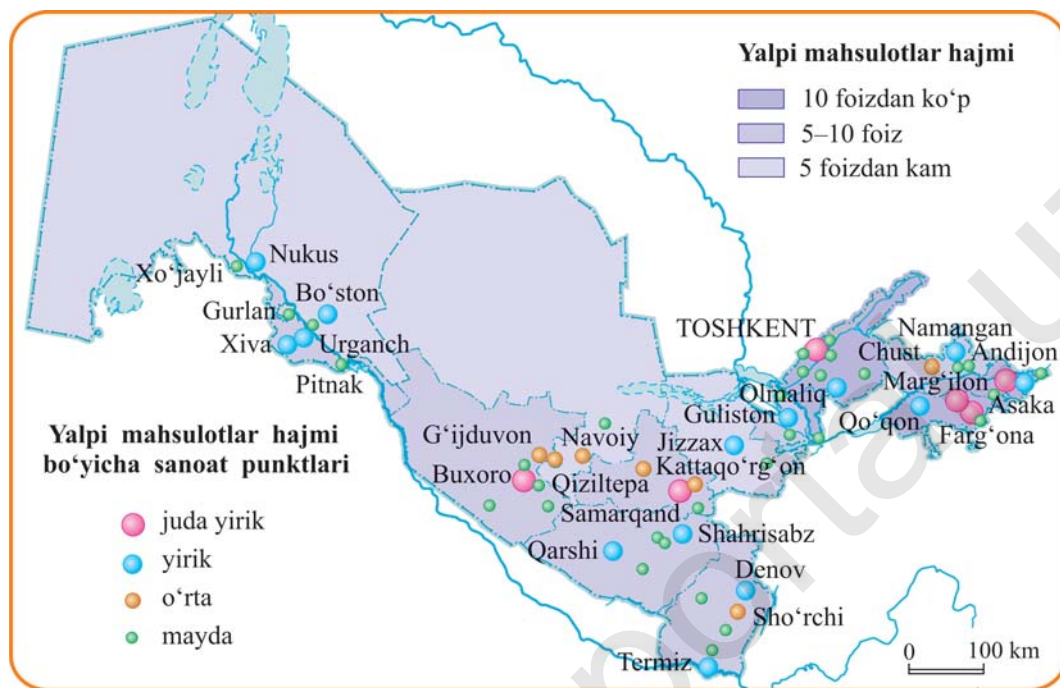 Yalpi mahsulotlar hajmi
10 foizdan ko‘p
5–10 foiz
5 foizdan kam
Nukus
Xo‘jayli
Bo‘ston
Gurlan
Xiva
Urganch
Pitnak
TOSHKENT
Namangan
Chust
Andijon
Marg‘ilon
Olmaliq
Asaka
Guliston
Qo‘qon
Farg‘ona
G‘ijduvon
Navoiy
Jizzax
Kattaqo‘rg‘on
Buxoro
Qiziltepa
Samarqand
Shahrisabz
Qarshi
Denov
Sho‘rchi
Termiz
Yalpi mahsulotlar hajmi
bo‘yicha sanoat punktlari
juda yirik
yirik
o‘rta
mayda
0 100 km